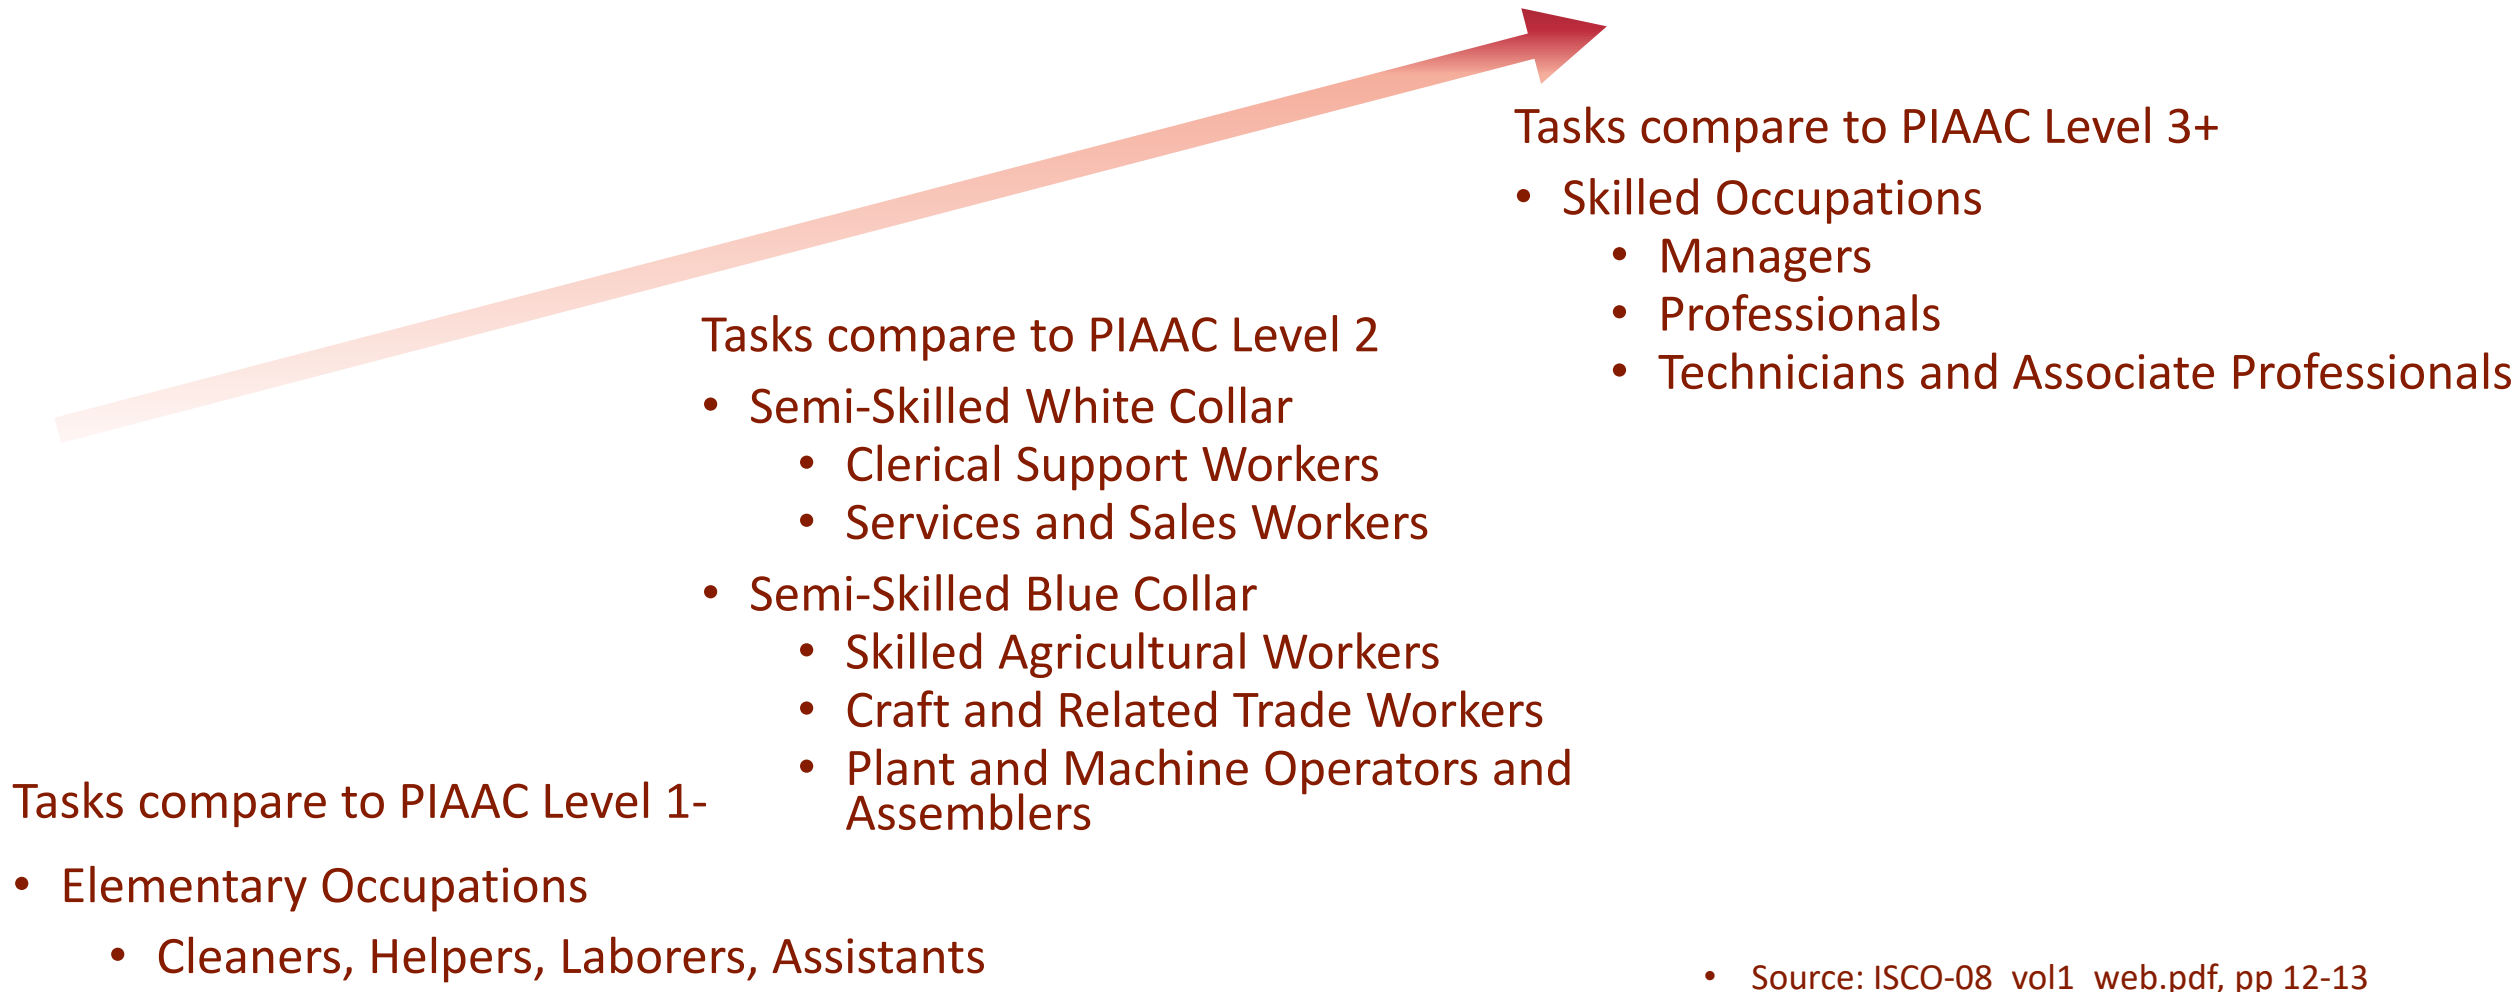 Tasks compare to PIAAC Level 3+
• Skilled Occupations
• Managers
• Professionals
• Technicians and Associate Professionals
Tasks compare to PIAAC Level 2
• Semi-Skilled White Collar
• Clerical Support Workers
• Services and Sales Workers
• Semi-Skilled Blue Collar
• Skilled Agricultural Workers
• Craft and Related Trade Workers
• Plant and Machine Operators and
Assemblers
Tasks compare to PIAAC Level 1-
• Elementary Occupations
• Cleaners, Helpers, Laborers, Assistants
• Source: ISCO-08 vol1 web.pdf, pp 12-13